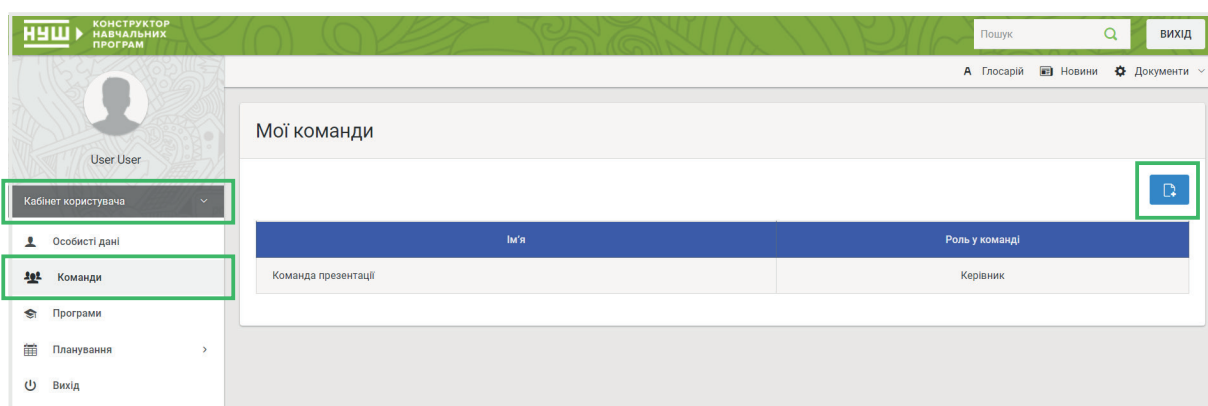 НУШ
КОНСТРУКТОР
НАВЧАЛЬНИХ
ПРОГРАМ
Пошук
ВИХІД
А Глосарій Новини Документи
User User
Мої команди
Кабінет користувача
Особисті дані
Команди
Програми
Планування
Вихід
Ім'я Роль у команді
Команда презентації Керівник